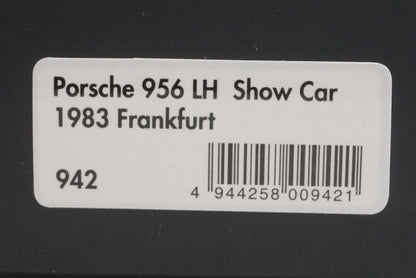 Porsche 956 LH Show Car
1983 Frankfurt
942
4 944258 009421